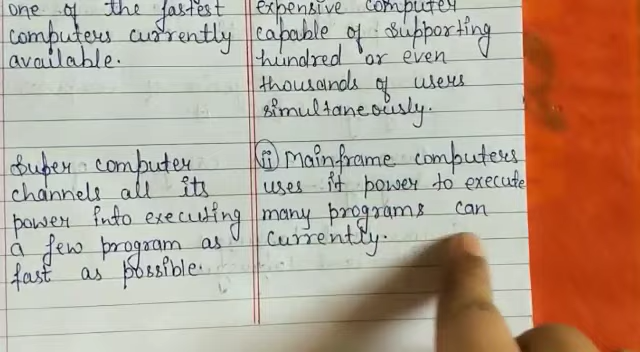 one of the fastest
computers currently
available.
Super computer
channels all its
power into executing
a few program as
fast as possible.
expensive computer
capable of supporting
hundred or even
thousands of users
simultaneously.
(ii) Mainframe computers
uses it power to execute
many programs can
currently.